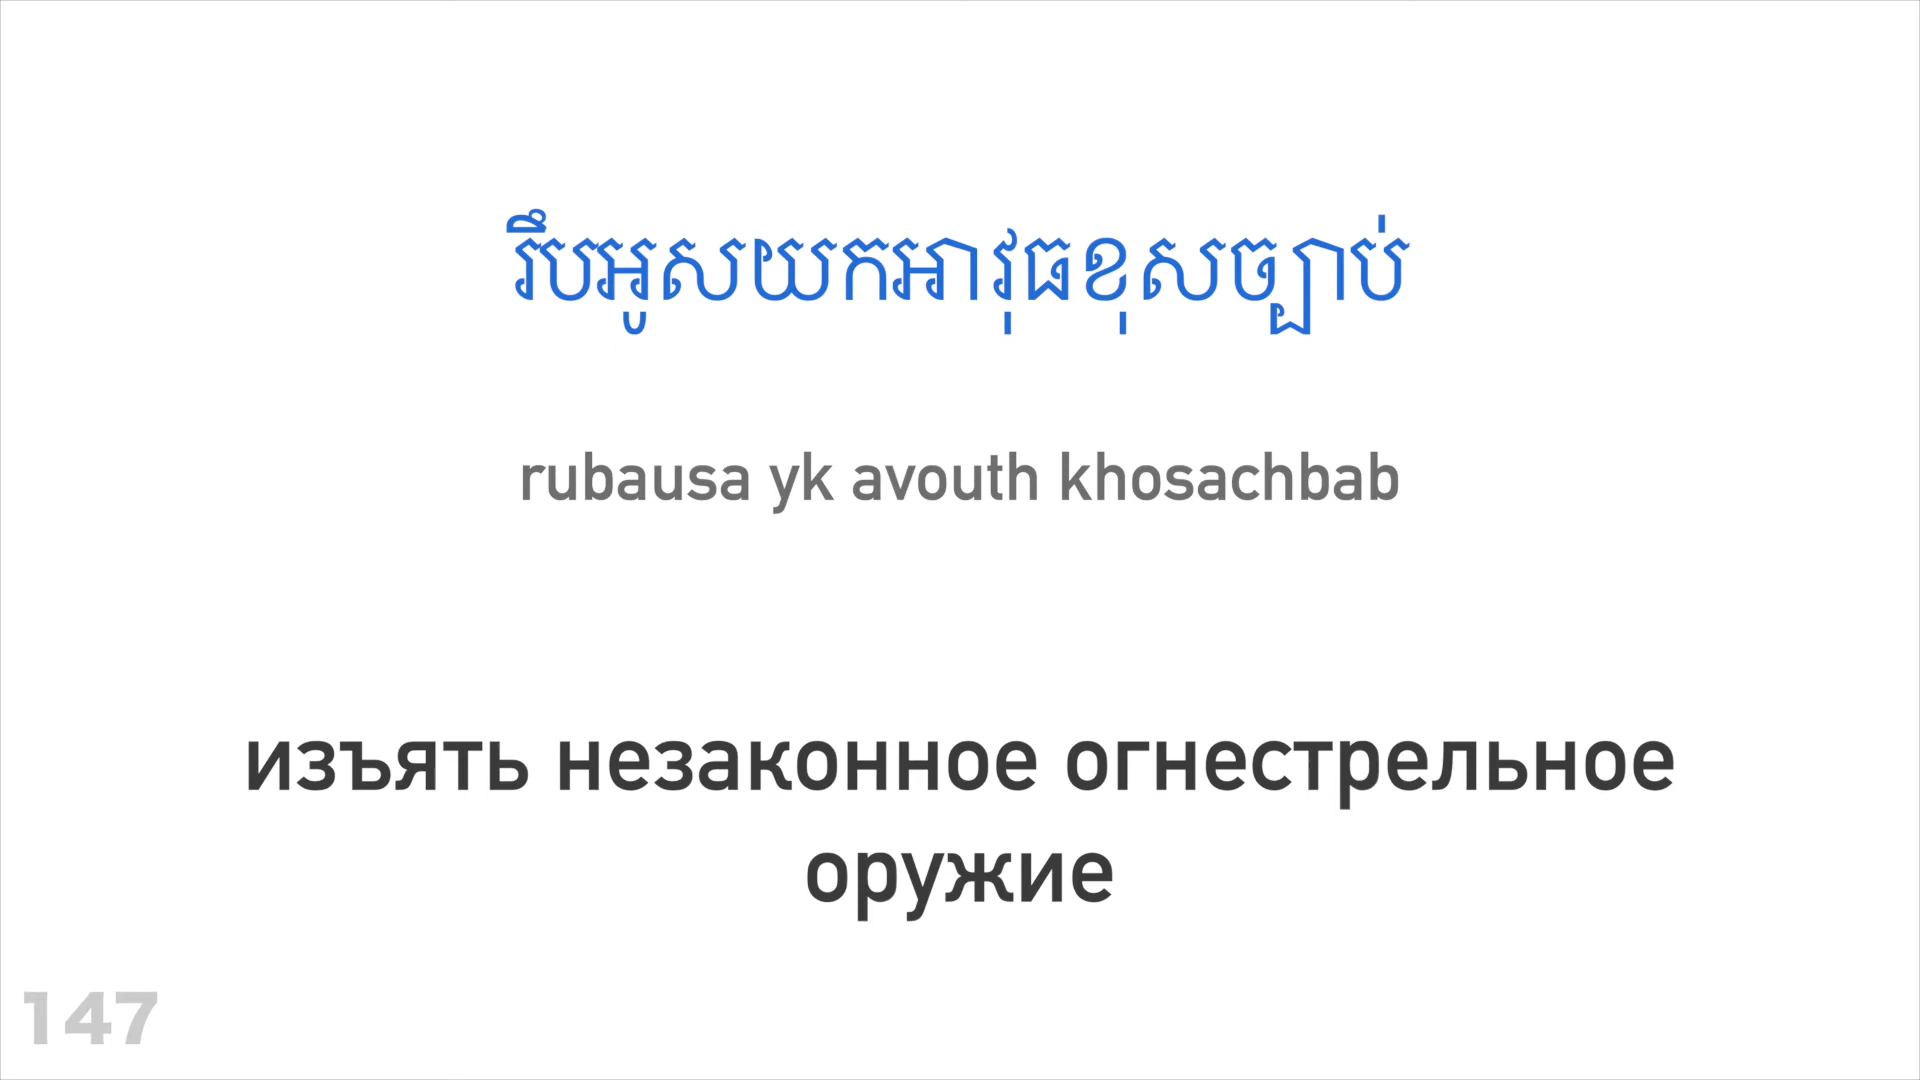 រឹបអូសយកអាវុធខុសច្បាប់
rubausa yk avouth khosachbab
изъять незаконное огнестрельное
оружие
147